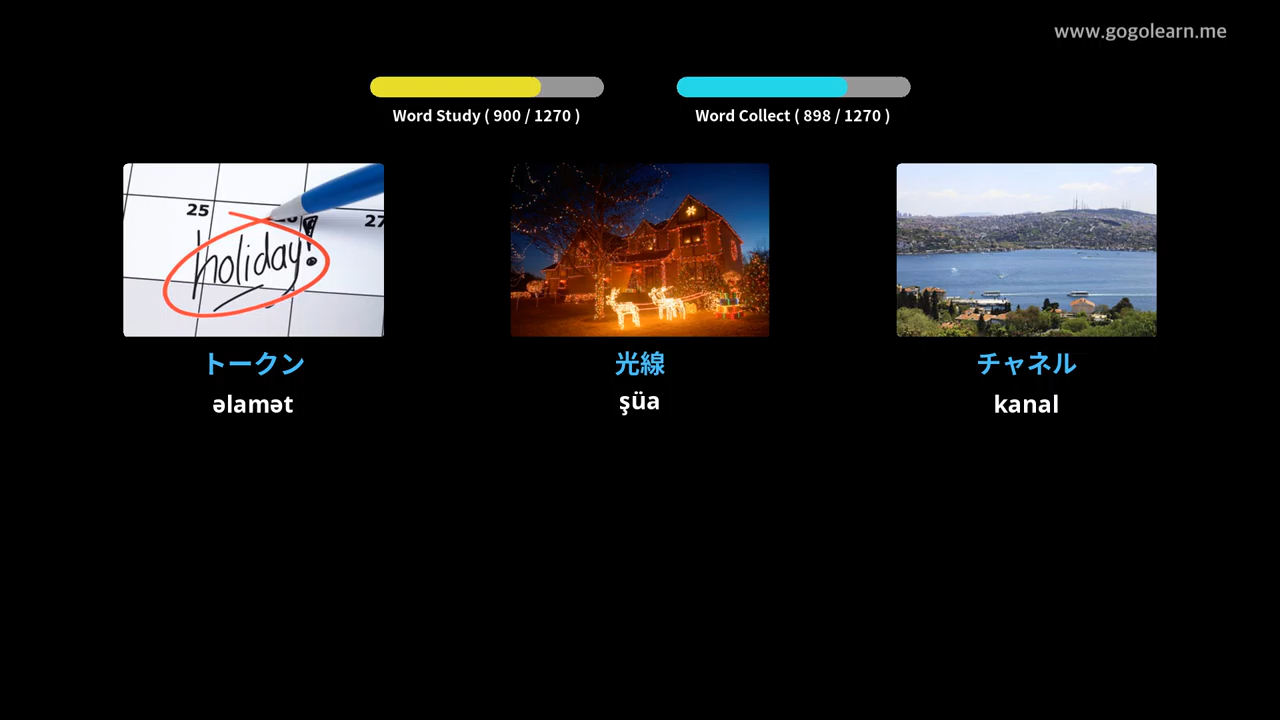 www.gogolearn.me
Word Study ( 900 / 1270 )
Word Collect ( 898 / 1270 )
25
27
holiday!
トークン
光線
チャネル
əlamət
şüa
kanal